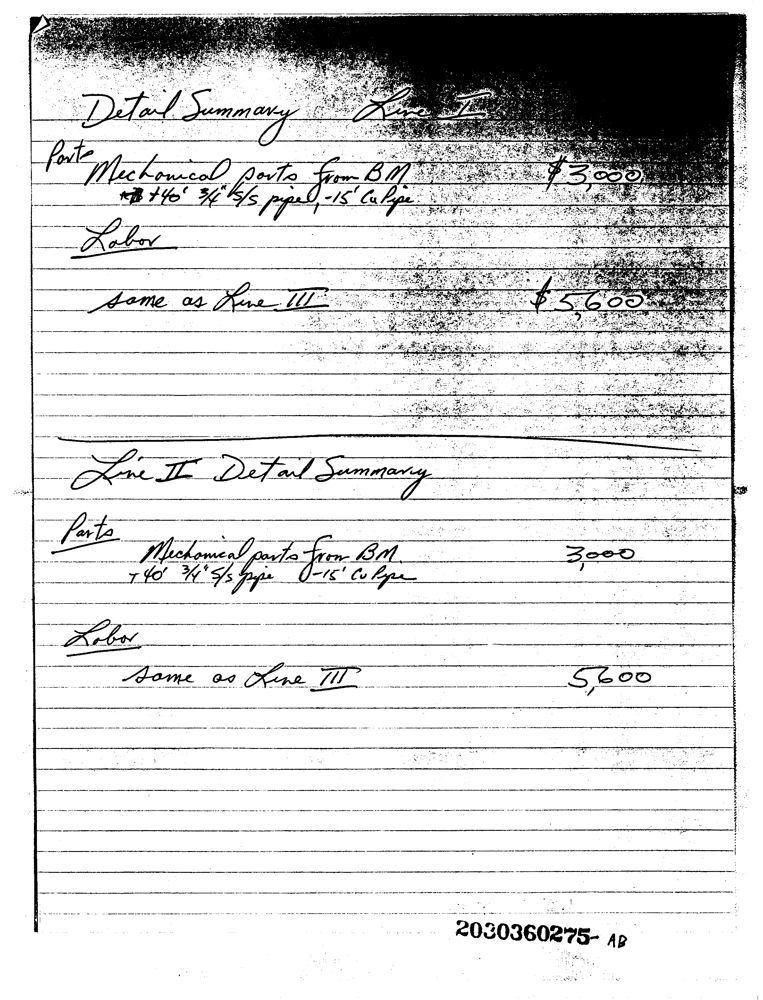 Detail Summary Line I
Parts
Mechanical parts from BM $3,000
+40' 3/4" S/S pipe, -15' Cu Pipe
Labor
same as Line III $5,600
Line II Detail Summary
Parts
Mechanical parts from BM 3,000
+40' 3/4" S/S pipe -15' Cu Pipe
Labor
same as Line III 5,600
2030360275- AB